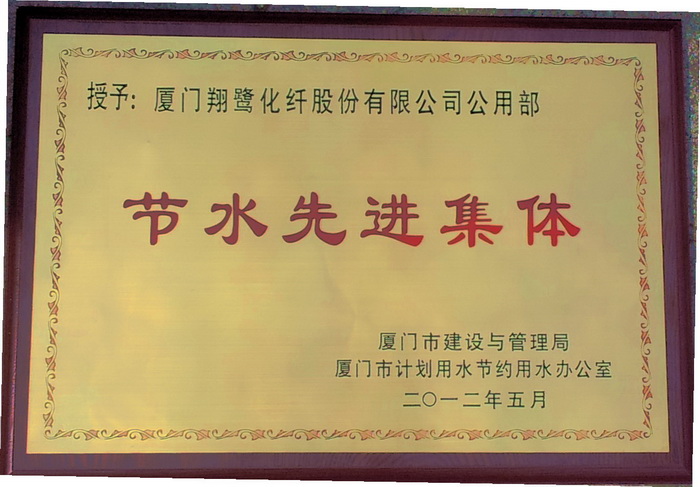 授予：厦门翔鹭化纤股份有限公司公用部
节水先进集体
厦门市建设与管理局
厦门市计划用水节约用水办公室
二〇一二年五月